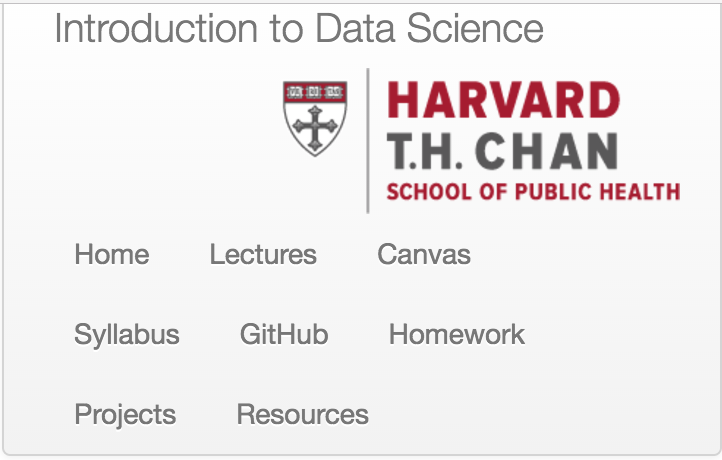 Introduction to Data Science
HARVARD
T.H. CHAN
SCHOOL OF PUBLIC HEALTH
Home Lectures Canvas
Syllabus GitHub Homework
Projects Resources